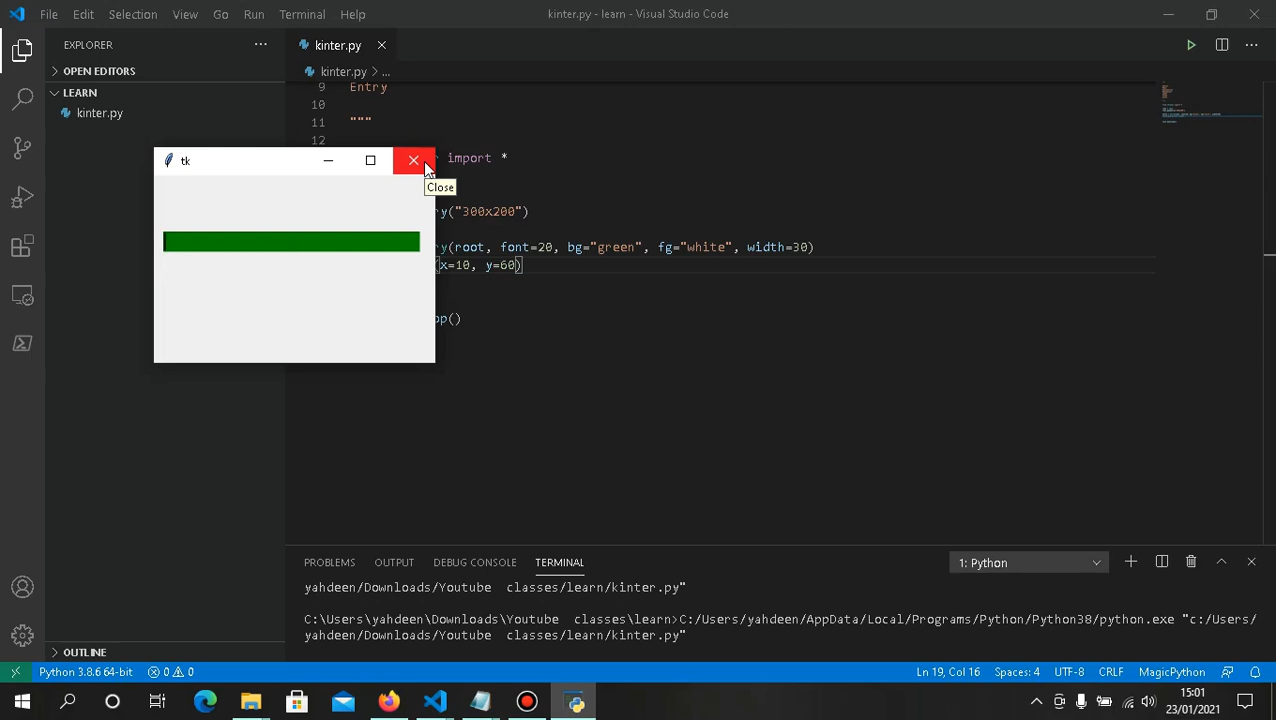 File Edit Selection View Go Run Terminal Help
kinter.py - learn - Visual Studio Code
EXPLORER
OPEN EDITORS
LEARN
kinter.py
OUTLINE
kinter.py
kinter.py > ...
9 Entry
10
11 """
12
import *
ry("300x200")
ry(root, font=20, bg="green", fg="white", width=30)
(x=10, y=60)
op()
tk
Close
PROBLEMS OUTPUT DEBUG CONSOLE TERMINAL
1: Python
yahdeen/Downloads/Youtube classes/learn/kinter.py"
C:\Users\yahdeen\Downloads\Youtube classes\learn>C:/Users/yahdeen/AppData/Local/Programs/Python/Python38/python.exe "c:/Users/
yahdeen/Downloads/Youtube classes/learn/kinter.py"
Python 3.8.6 64-bit 0 0
Ln 19, Col 16 Spaces: 4 UTF-8 CRLF MagicPython
15:01
23/01/2021